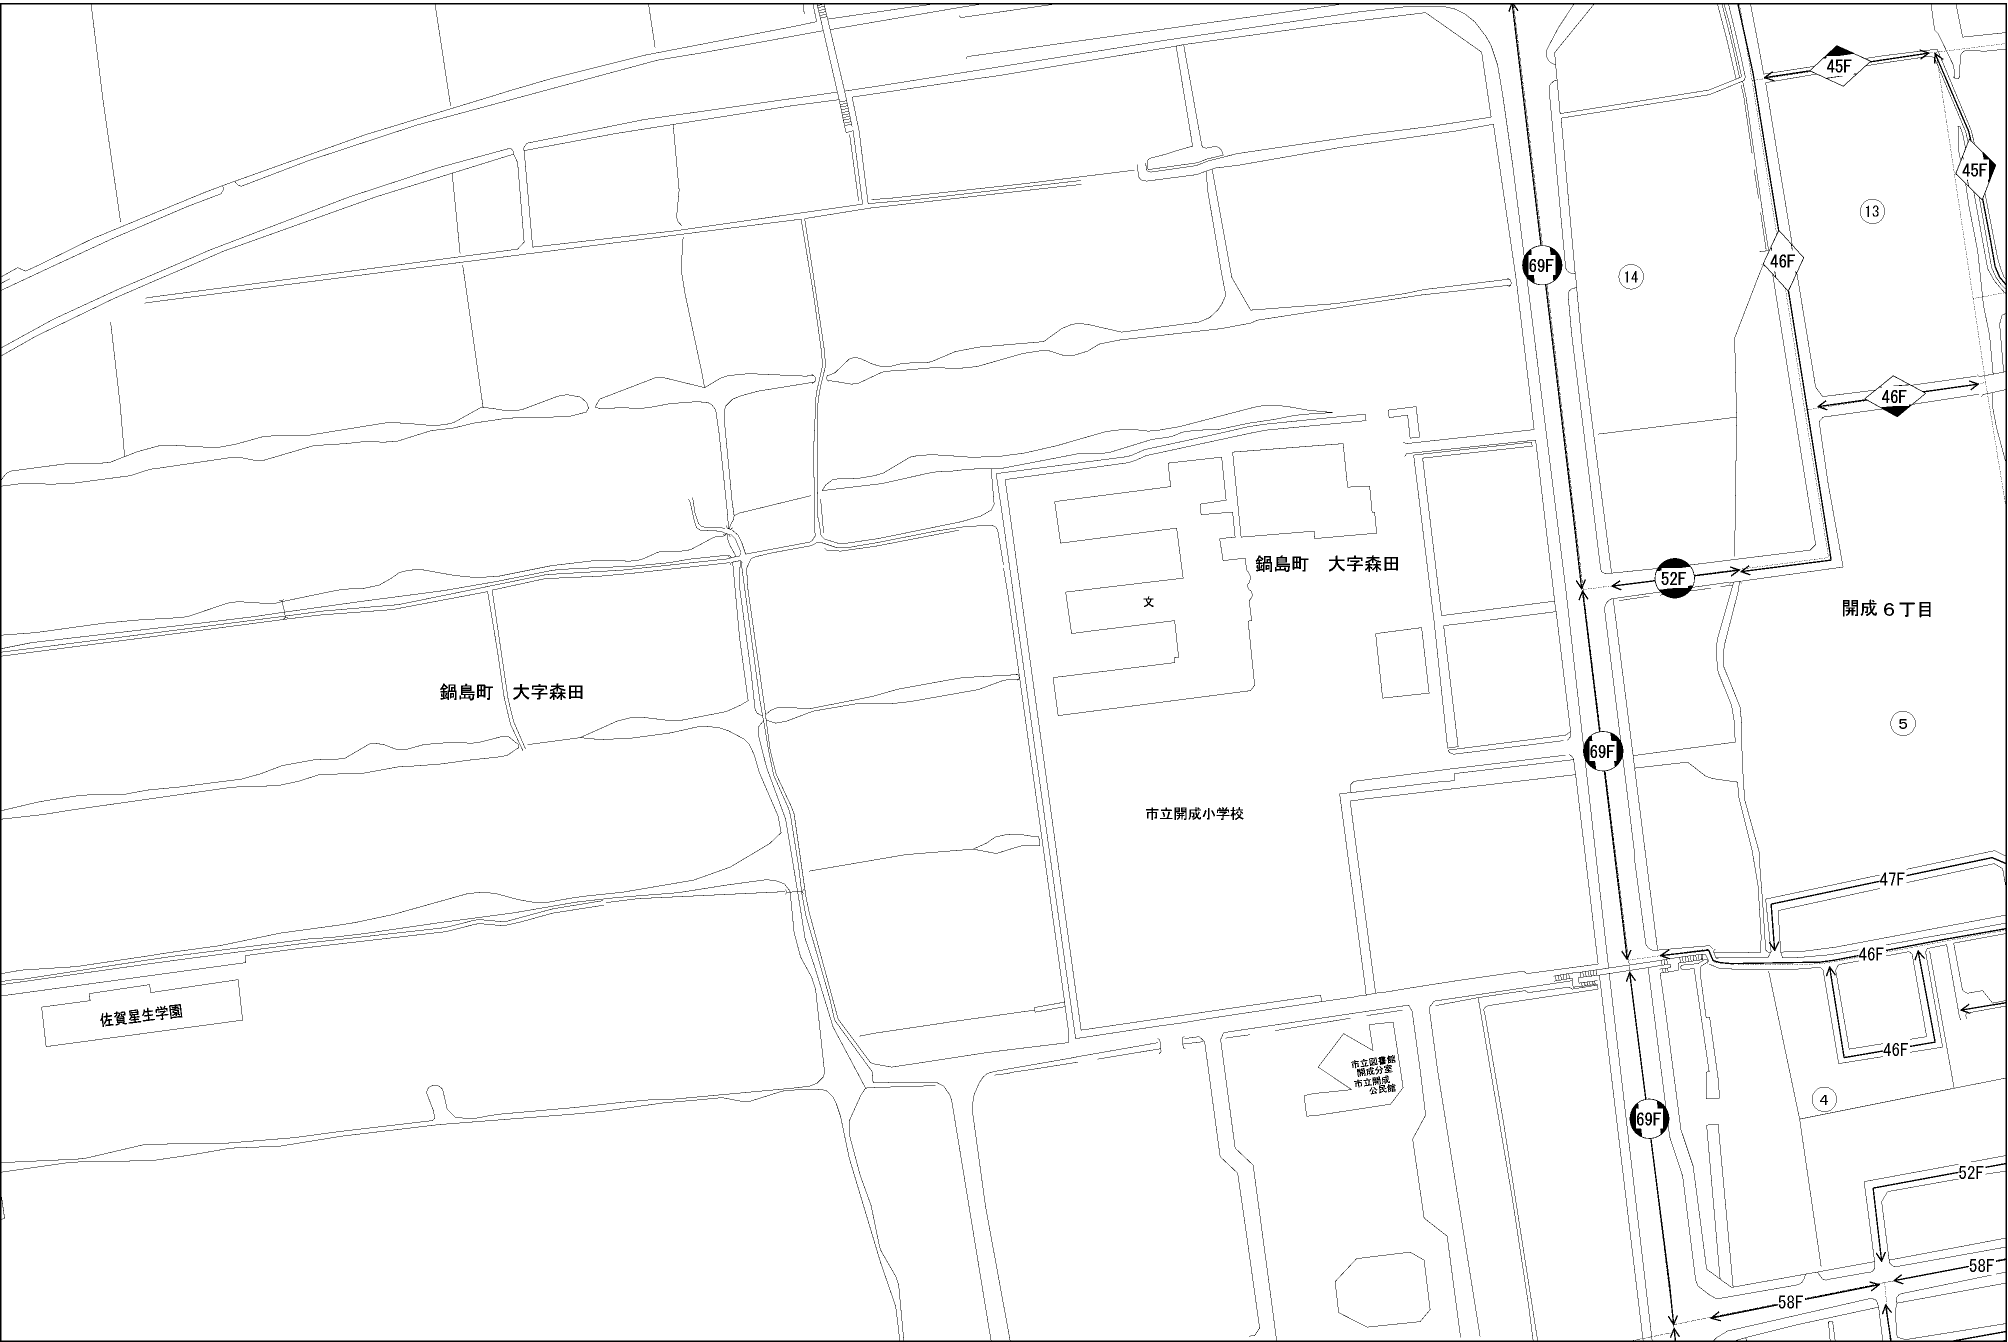 45F
45F
13
69F
46F
14
46F
鍋島町　大字森田
52F
文
開成6丁目
鍋島町　大字森田
5
69F
市立開成小学校
47F
46F
佐賀星生学園
46F
市立図書館
開成分室
市立開成
公民館
4
69F
52F
58F
58F